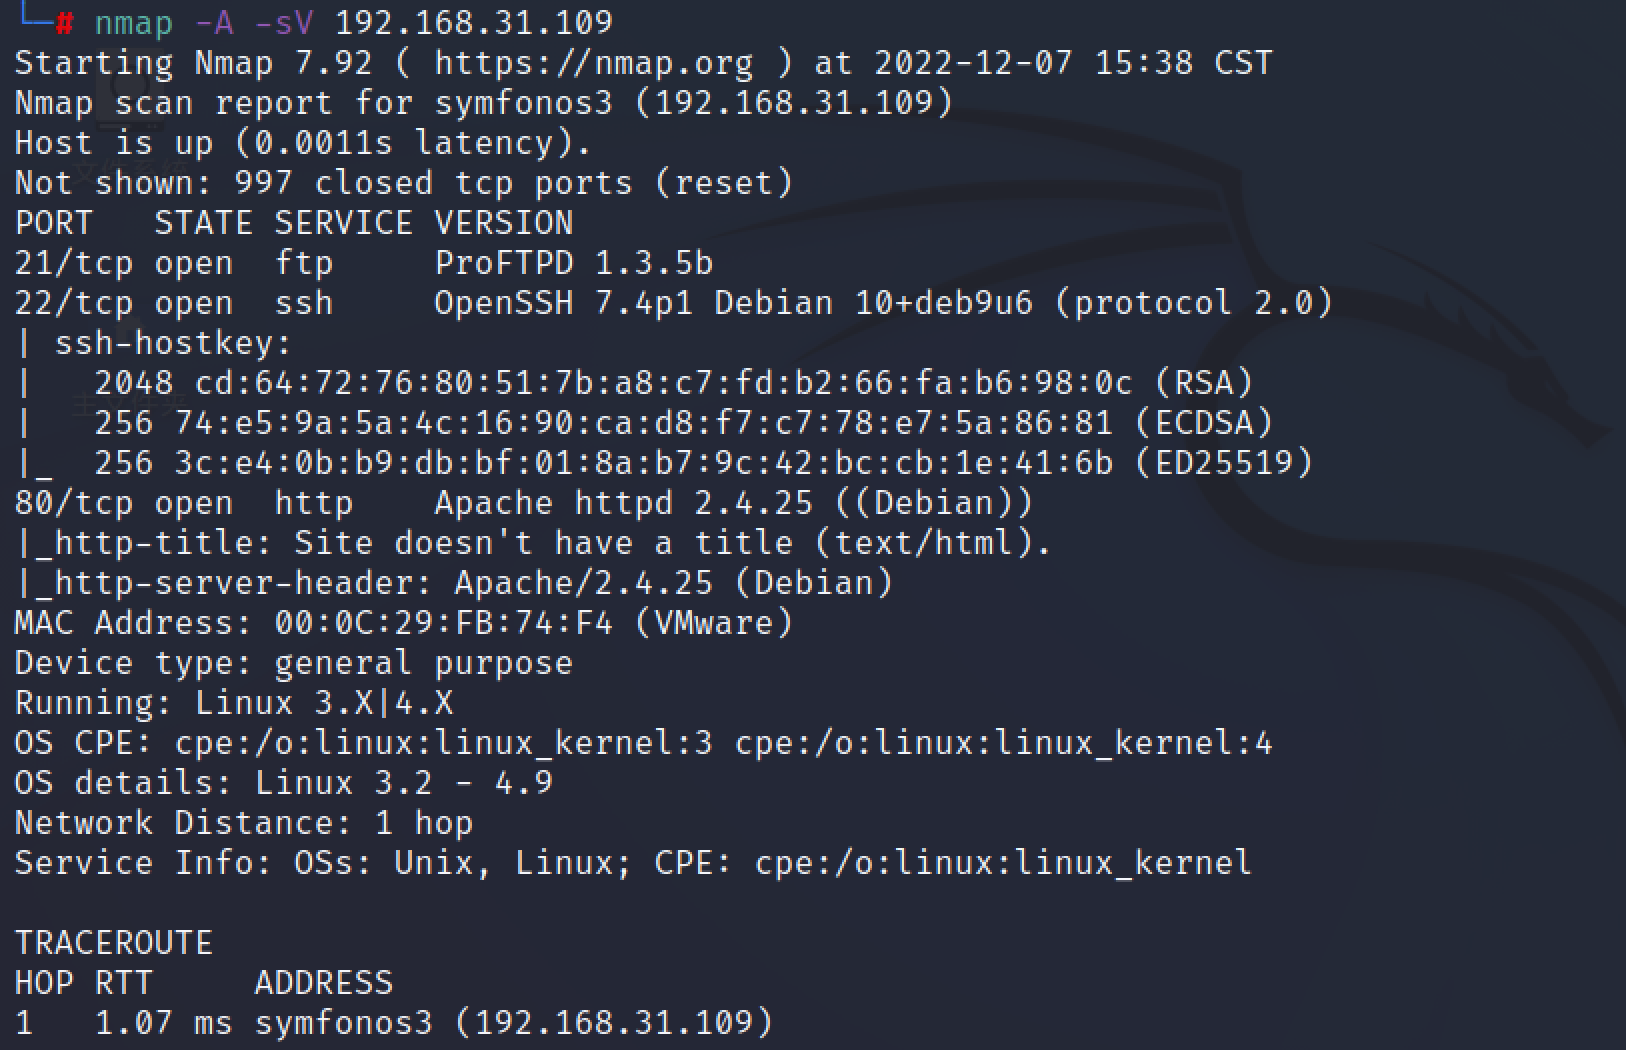 └─# nmap -A -sV 192.168.31.109
Starting Nmap 7.92 ( https://nmap.org ) at 2022-12-07 15:38 CST
Nmap scan report for symfonos3 (192.168.31.109)
Host is up (0.0011s latency).
Not shown: 997 closed tcp ports (reset)
PORT   STATE SERVICE VERSION
21/tcp open  ftp     ProFTPD 1.3.5b
22/tcp open  ssh     OpenSSH 7.4p1 Debian 10+deb9u6 (protocol 2.0)
| ssh-hostkey:
|   2048 cd:64:72:76:80:51:7b:a8:c7:fd:b2:66:fa:b6:98:0c (RSA)
|   256 74:e5:9a:5a:4c:16:90:ca:d8:f7:c7:78:e7:5a:86:81 (ECDSA)
|_  256 3c:e4:0b:b9:db:bf:01:8a:b7:9c:42:bc:cb:1e:41:6b (ED25519)
80/tcp open  http    Apache httpd 2.4.25 ((Debian))
|_http-title: Site doesn't have a title (text/html).
|_http-server-header: Apache/2.4.25 (Debian)
MAC Address: 00:0C:29:FB:74:F4 (VMware)
Device type: general purpose
Running: Linux 3.X|4.X
OS CPE: cpe:/o:linux:linux_kernel:3 cpe:/o:linux:linux_kernel:4
OS details: Linux 3.2 - 4.9
Network Distance: 1 hop
Service Info: OSs: Unix, Linux; CPE: cpe:/o:linux:linux_kernel

TRACEROUTE
HOP RTT     ADDRESS
1   1.07 ms symfonos3 (192.168.31.109)
文件系统
主文件夹